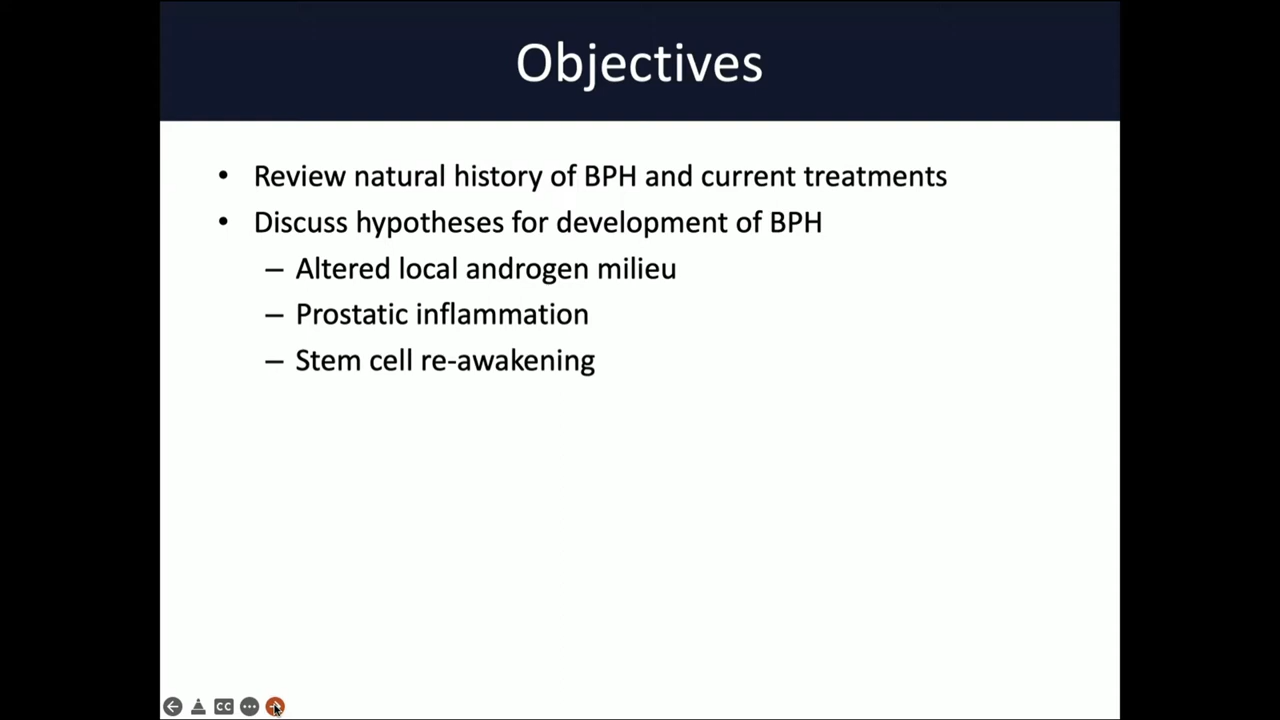 Objectives
• Review natural history of BPH and current treatments
• Discuss hypotheses for development of BPH
– Altered local androgen milieu
– Prostatic inflammation
– Stem cell re-awakening
CC